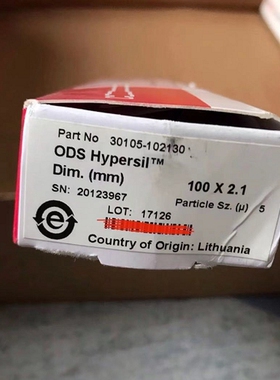 Part No 30105-102130
ODS Hypersil™
Dim. (mm) 100 X 2.1
SN: 20123967 Particle Sz. (µ) 5
LOT: 17126
e
Country of Origin: Lithuania